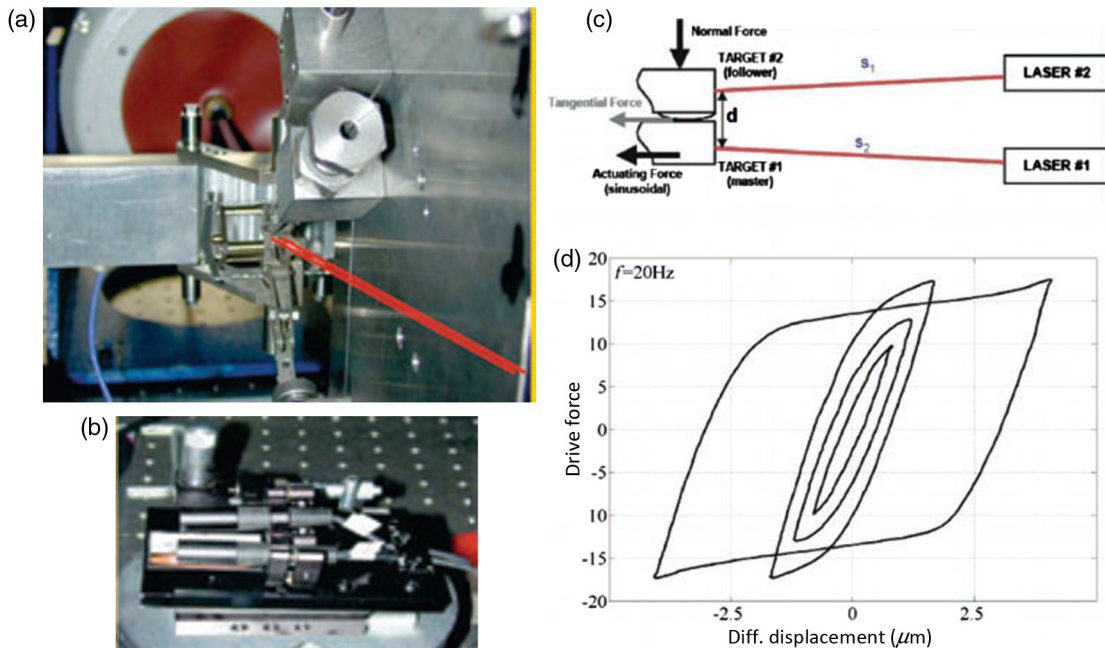 (a)
(b)
(c)
Normal Force
TARGET #2
(follower)
s1
LASER #2
Tangential Force
d
s2
Actuating Force
(sinusoidal)
TARGET #1
(master)
LASER #1
(d)
f=20Hz
20
15
10
5
0
-5
10
-15
-20
Drive force
-2.5
0
2.5
Diff. displacement (μm)